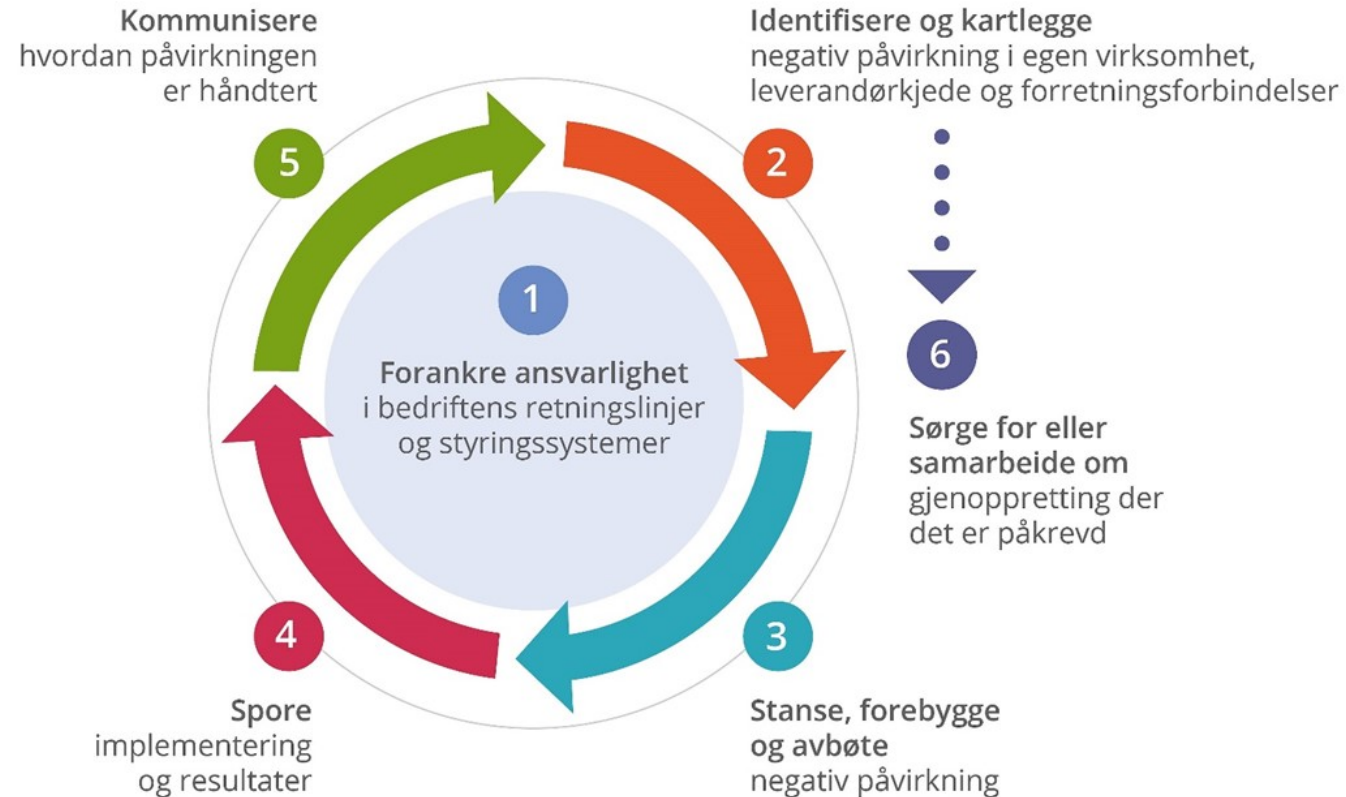 Kommunisere
hvordan påvirkningen
er håndtert
5
Identifisere og kartlegge
negativ påvirkning i egen virksomhet,
leverandørkjede og forretningsforbindelser
2
1
Forankre ansvarlighet
i bedriftens retningslinjer
og styringssystemer
6
Sørge for eller
samarbeide om
gjenoppretting der
det er påkrevd
4
Spore
implementering
og resultater
3
Stanse, forebygge
og avbøte
negativ påvirkning